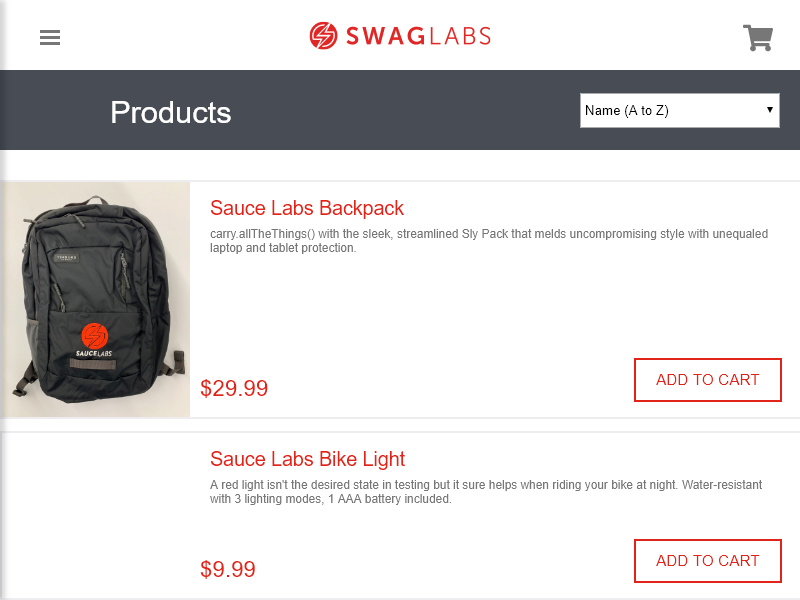 SWAGLABS
Products
Name (A to Z)
Sauce Labs Backpack
carry.allTheThings() with the sleek, streamlined Sly Pack that melds uncompromising style with unequaled
laptop and tablet protection.
SAUCELABS
$29.99
ADD TO CART
Sauce Labs Bike Light
A red light isn't the desired state in testing but it sure helps when riding your bike at night. Water-resistant
with 3 lighting modes, 1 AAA battery included.
$9.99
ADD TO CART